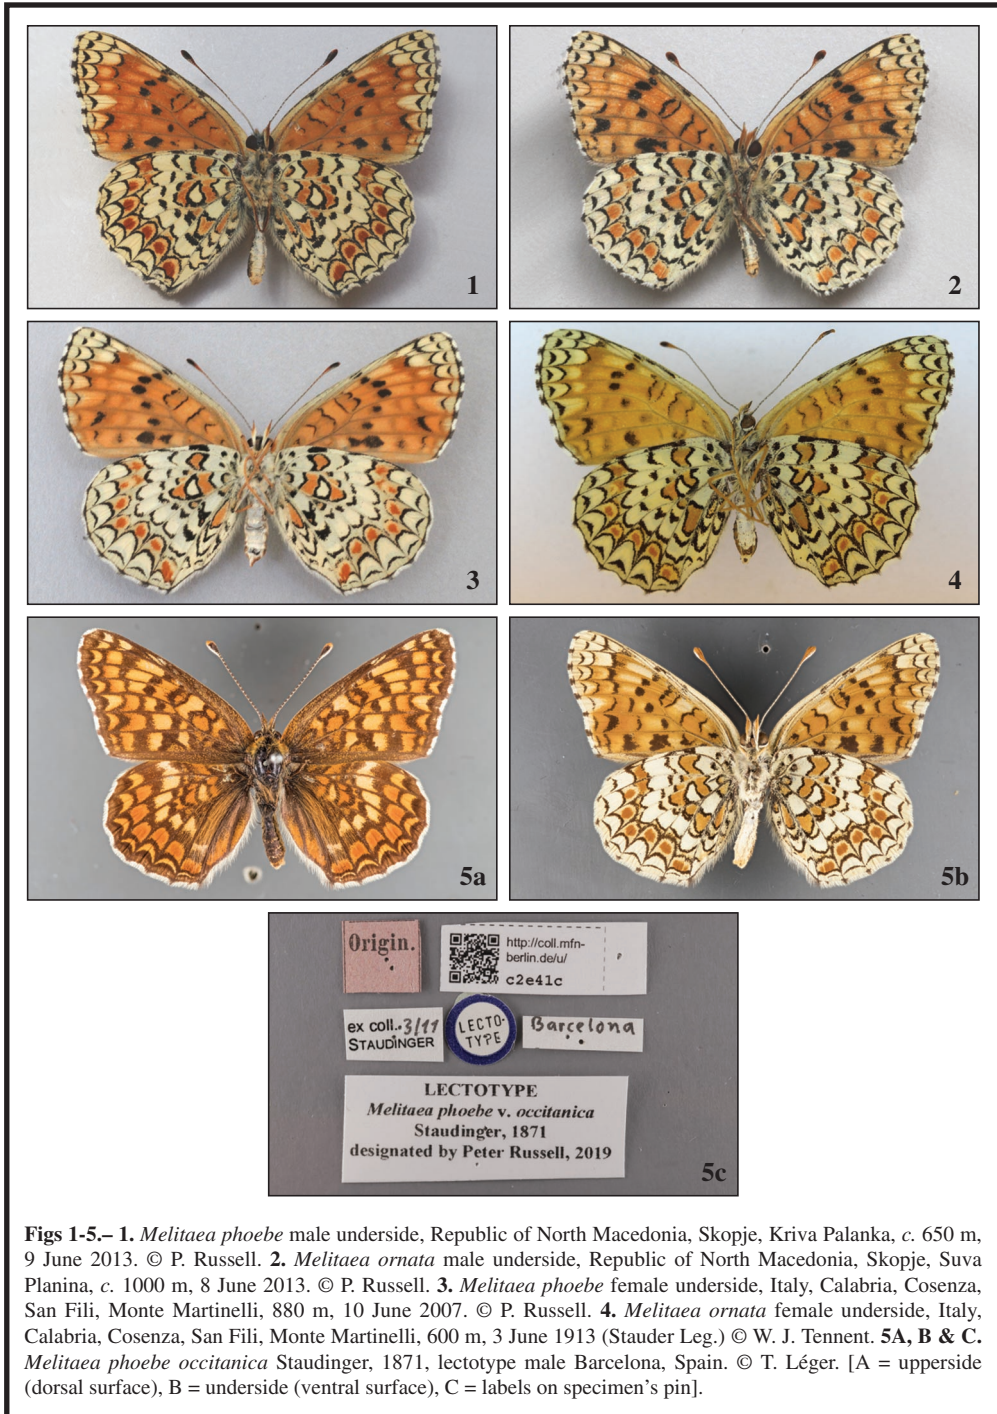 1
2
3
4
5a
5b
Origin.
http://coll.mfn-
berlin.de/u/
c2e41c
ex coll. 3/11
STAUDINGER
LECTO-
TYPE
Barcelona
LECTOTYPE
Melitaea phoebe v. occitanica
Staudinger, 1871
designated by Peter Russell, 2019
5c
Figs 1-5.– 1. Melitaea phoebe male underside, Republic of North Macedonia, Skopje, Kriva Palanka, c. 650 m,
9 June 2013. © P. Russell. 2. Melitaea ornata male underside, Republic of North Macedonia, Skopje, Suva
Planina, c. 1000 m, 8 June 2013. © P. Russell. 3. Melitaea phoebe female underside, Italy, Calabria, Cosenza,
San Fili, Monte Martinelli, 880 m, 10 June 2007. © P. Russell. 4. Melitaea ornata female underside, Italy,
Calabria, Cosenza, San Fili, Monte Martinelli, 600 m, 3 June 1913 (Stauder Leg.) © W. J. Tennent. 5A, B & C.
Melitaea phoebe occitanica Staudinger, 1871, lectotype male Barcelona, Spain. © T. Léger. [A = upperside
(dorsal surface), B = underside (ventral surface), C = labels on specimen's pin].